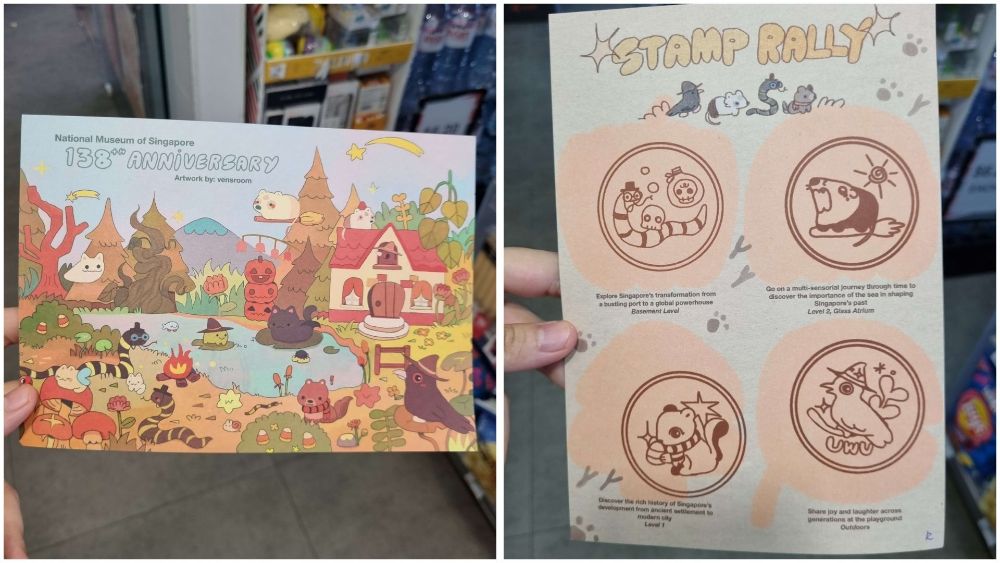 National Museum of Singapore
138th ANNIVERSARY
Artwork by: vensroom
STAMP RALLY
Explore Singapore's transformation from
a bustling port to a global powerhouse
Basement Level
Go on a multi-sensorial journey through time to
discover the importance of the sea in shaping
Singapore's past
Level 2, Glass Atrium
Discover the rich history of Singapore's
development from ancient settlement to
modern city
Level 1
UWU
Share joy and laughter across
generations at the playground
Outdoors